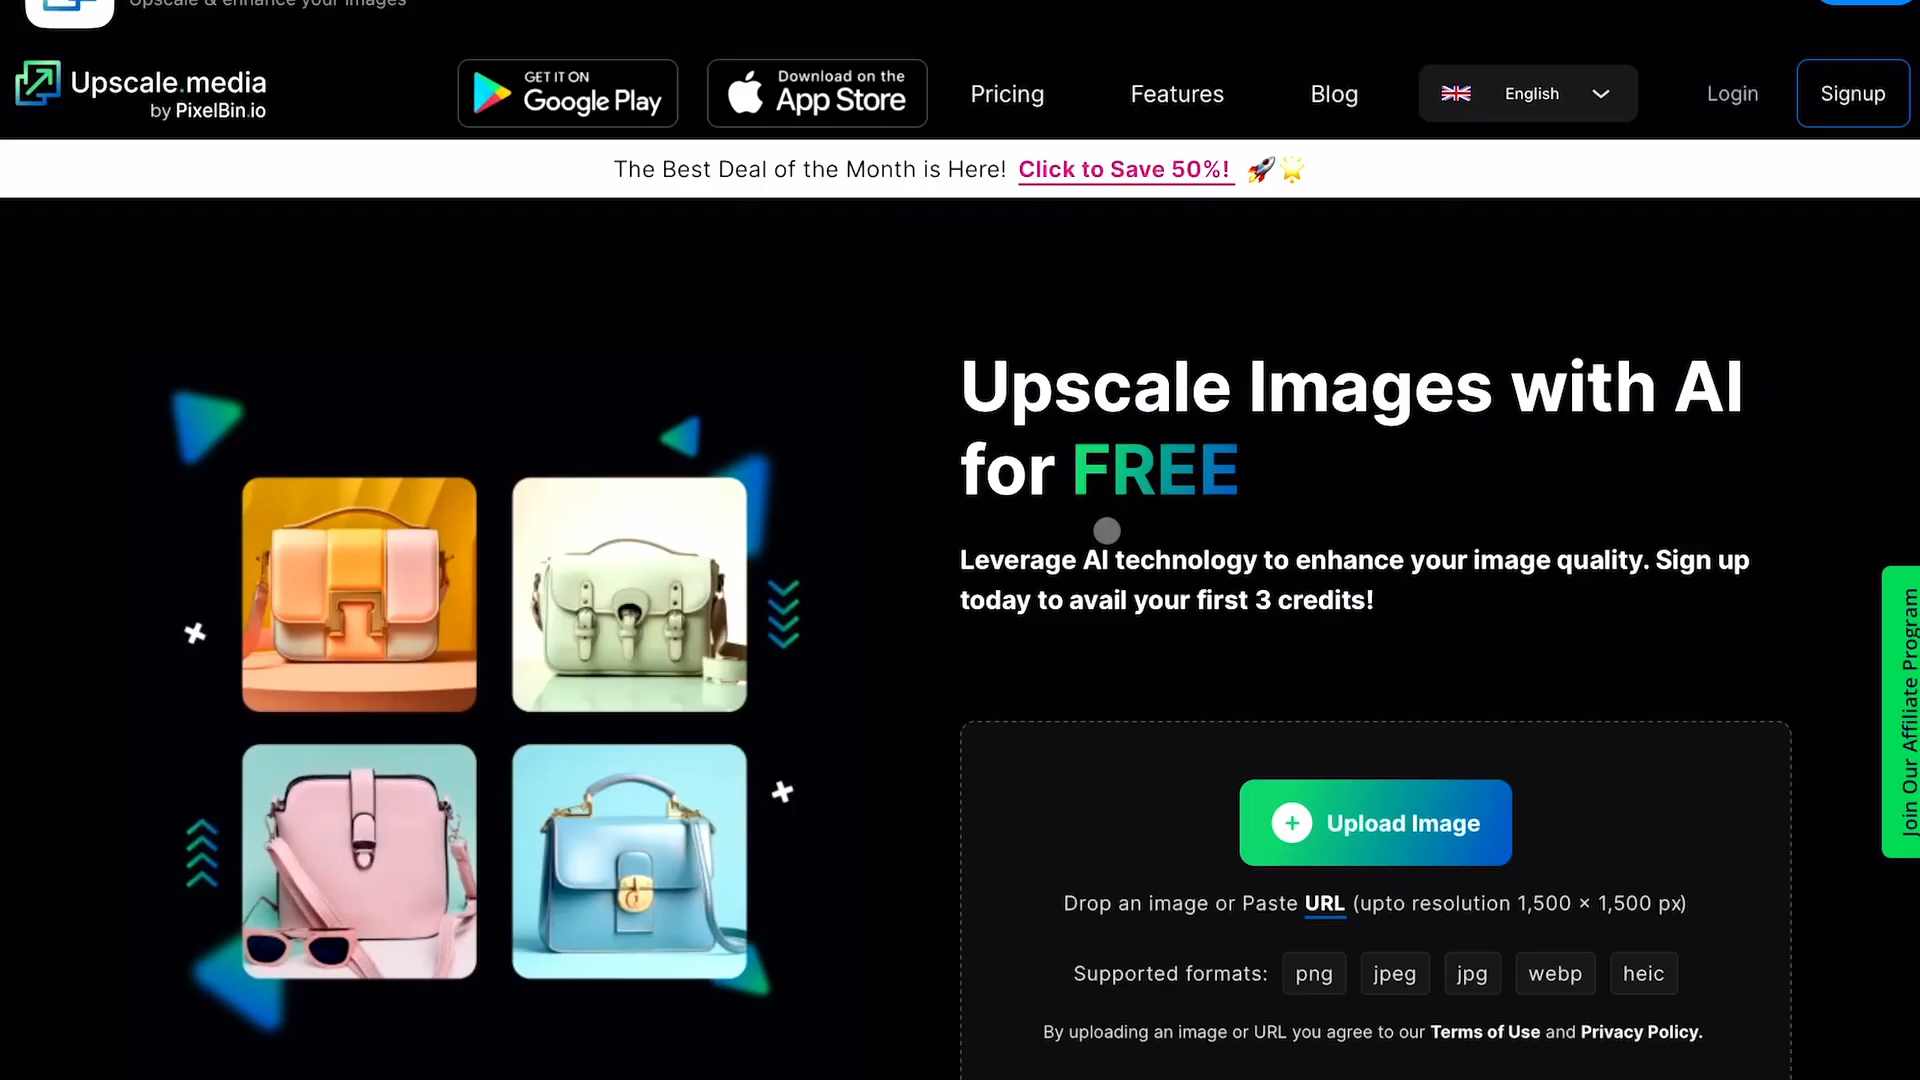 Upscale & enhance your images
Upscale.media
by PixelBin.io
GET IT ON
Google Play
Download on the
App Store
Pricing
Features
Blog
English
Login
Signup
The Best Deal of the Month is Here! Click to Save 50%! 🚀🌟
Upscale Images with AI
for FREE
Leverage AI technology to enhance your image quality. Sign up
today to avail your first 3 credits!
Join Our Affiliate Program
Upload Image
Drop an image or Paste URL (upto resolution 1,500 × 1,500 px)
Supported formats: png jpeg jpg webp heic
By uploading an image or URL you agree to our Terms of Use and Privacy Policy.